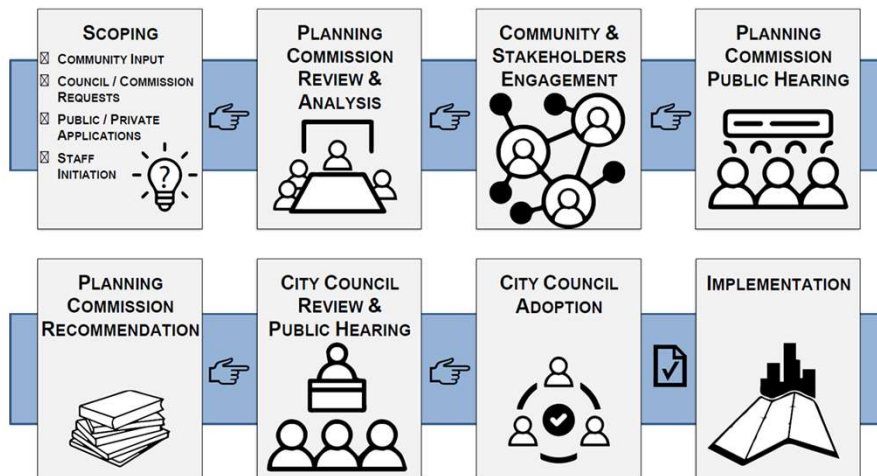 SCOPING
COMMUNITY INPUT
COUNCIL / COMMISSION
REQUESTS
PUBLIC / PRIVATE
APPLICATIONS
STAFF
INITIATION
?
PLANNING
COMMISSION
REVIEW &
ANALYSIS
COMMUNITY &
STAKEHOLDERS
ENGAGEMENT
PLANNING
COMMISSION
PUBLIC HEARING
PLANNING
COMMISSION
RECOMMENDATION
CITY COUNCIL
REVIEW &
PUBLIC HEARING
CITY COUNCIL
ADOPTION
IMPLEMENTATION